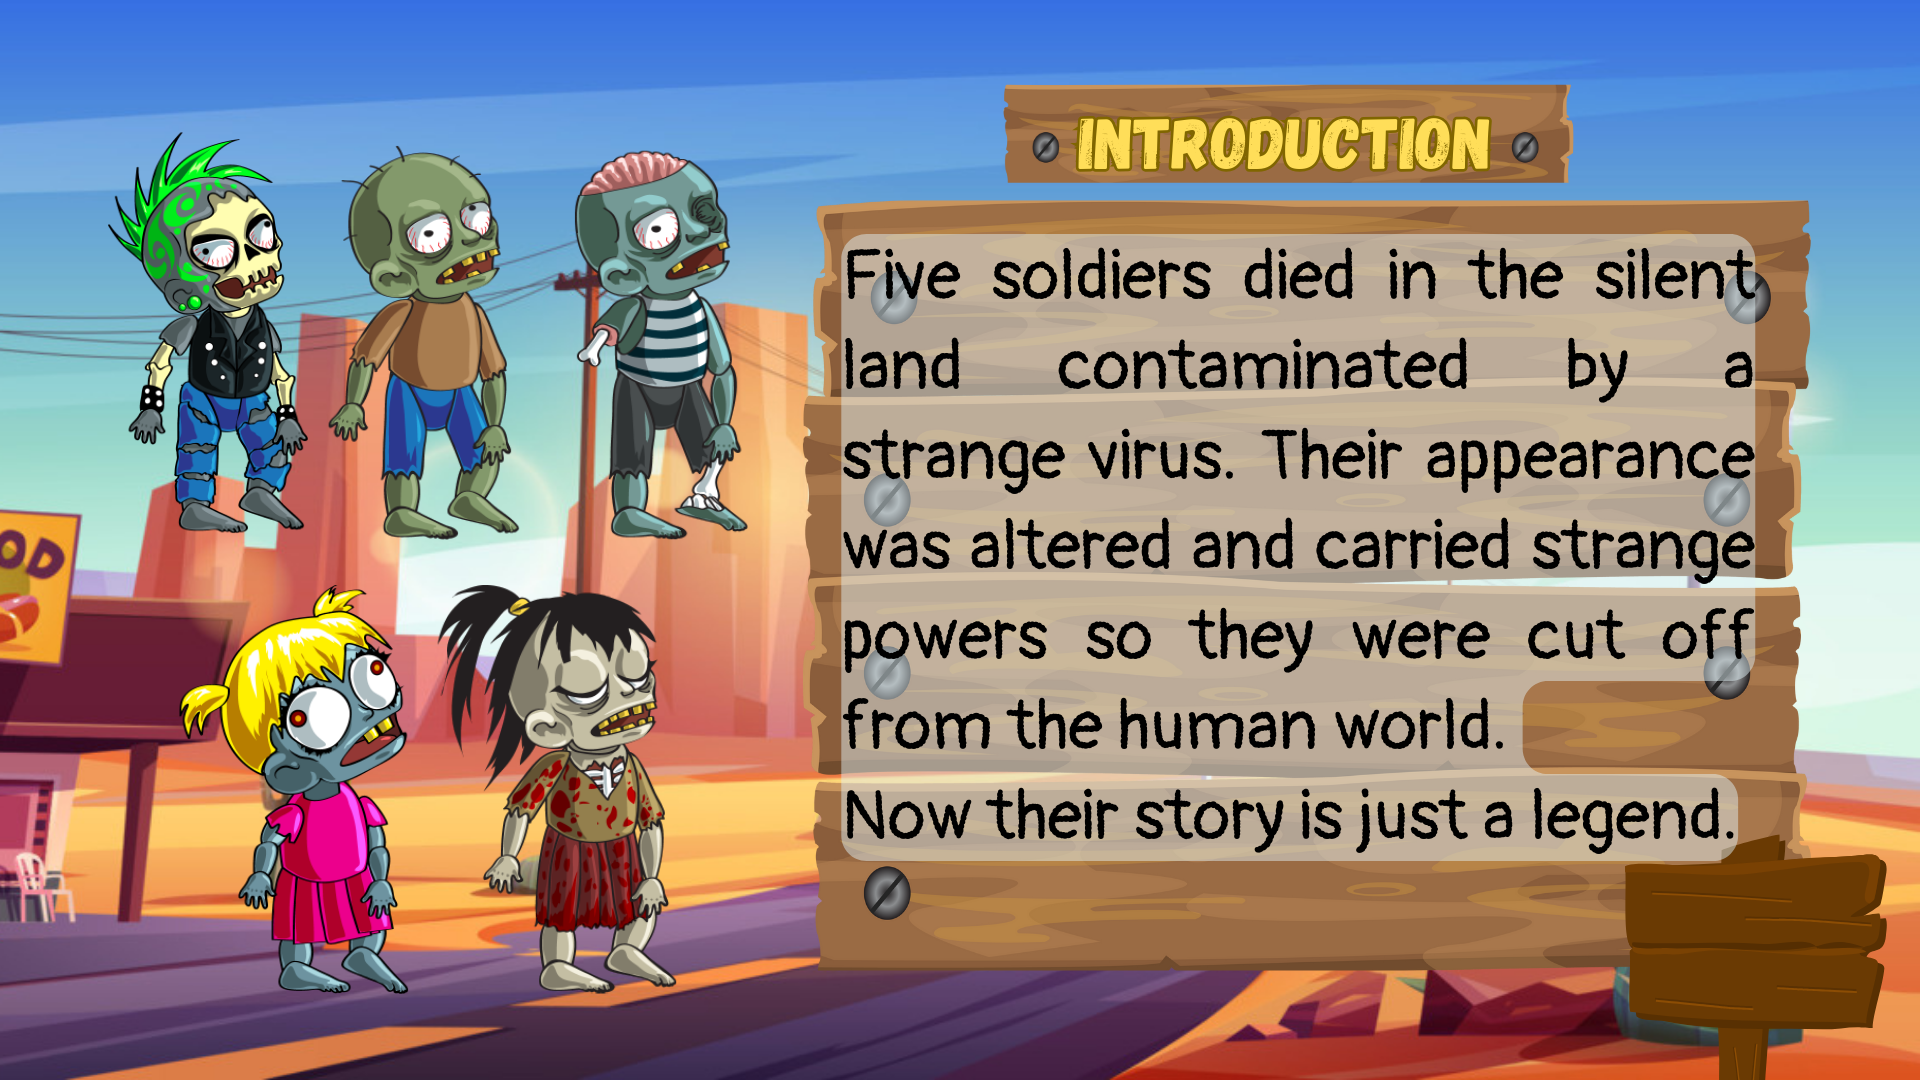 INTRODUCTION
Five soldiers died in the silent
land contaminated by a
strange virus. Their appearance
was altered and carried strange
powers so they were cut off
from the human world.
Now their story is just a legend.
OD